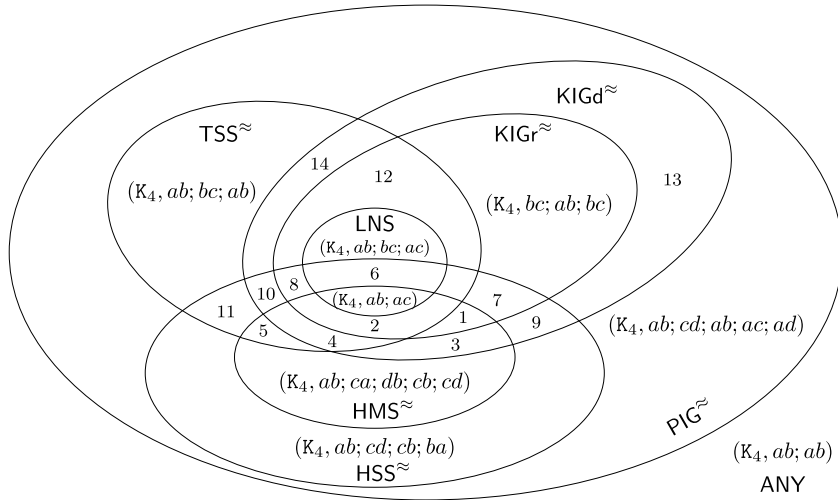 KIGd≈
TSS≈
KIGr≈
14
12
13
(K₄, ab; bc; ab)
(K₄, bc; ab; bc)
LNS
(K₄, ab; bc; ac)
6
8
10
(K₄, ab; ac)
7
11
1
9
5
2
(K₄, ab; cd; ab; ac; ad)
4
3
(K₄, ab; ca; db; cb; cd)
HMS≈
PIG≈
(K₄, ab; cd; cb; ba)
(K₄, ab; ab)
HSS≈
ANY